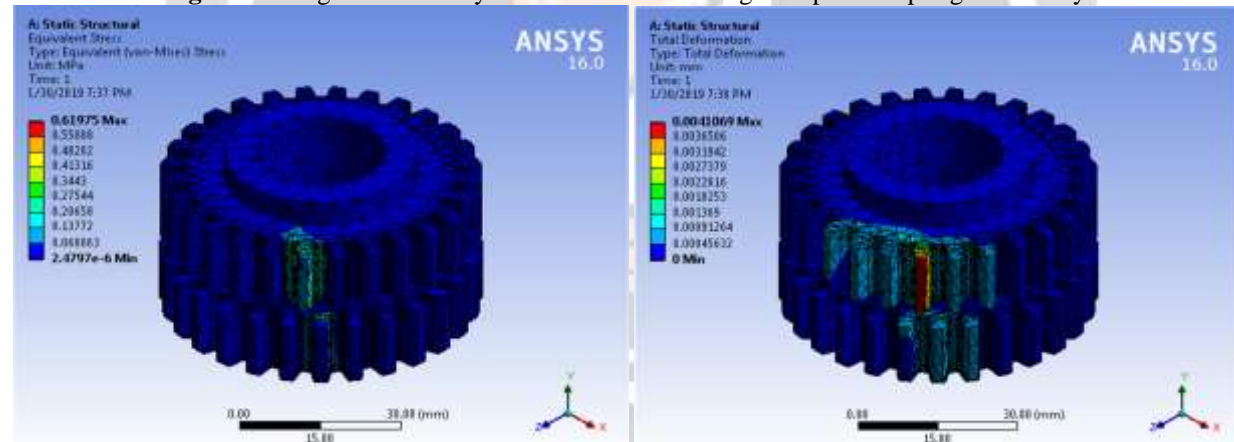 A: Static Structural
Equivalent Stress
Type: Equivalent (von-Mises) Stress
Unit: MPa
Time: 1
1/30/2019 7:37 PM
ANSYS
16.0
0.61975 Max
0.55088
0.48202
0.41316
0.3443
0.27544
0.20658
0.13772
0.068863
2.4797e-6 Min
0.00
30.00 (mm)
15.00
Y
Z
X
A: Static Structural
Total Deformation
Type: Total Deformation
Unit: mm
Time: 1
1/30/2019 7:38 PM
ANSYS
16.0
0.0041069 Max
0.0036506
0.0031942
0.0027379
0.0022816
0.0018253
0.001369
0.00091264
0.00045632
0 Min
0.00
30.00 (mm)
15.00
Y
Z
X